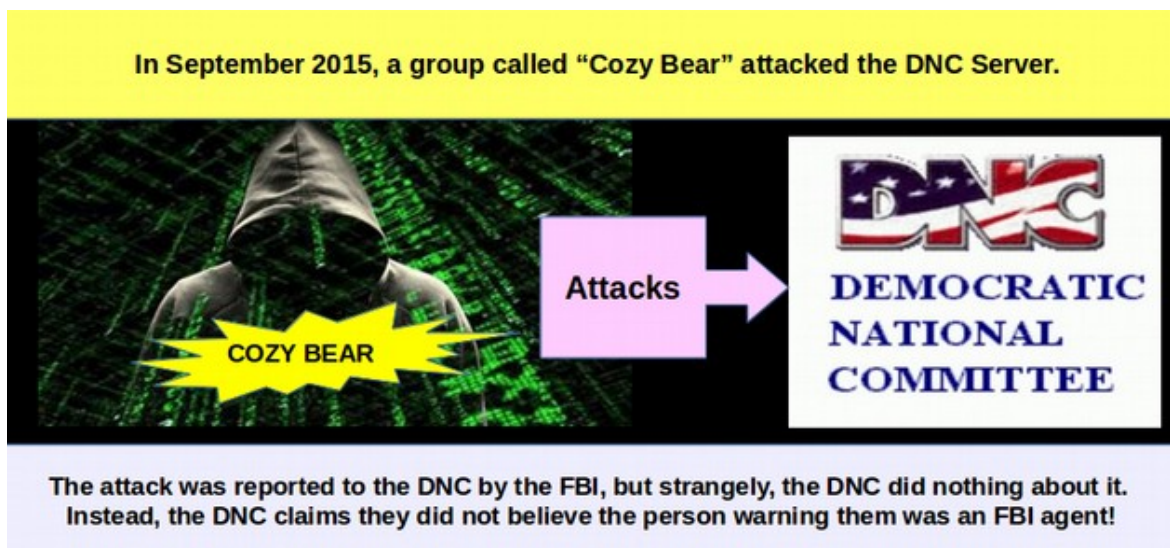 In September 2015, a group called “Cozy Bear” attacked the DNC Server.
COZY BEAR
Attacks
DNC
DEMOCRATIC
NATIONAL
COMMITTEE
The attack was reported to the DNC by the FBI, but strangely, the DNC did nothing about it.
Instead, the DNC claims they did not believe the person warning them was an FBI agent!